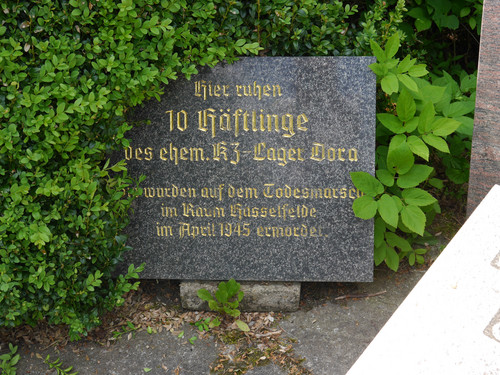 Hier ruhen
10 Häftlinge
des ehem. KZ-Lager Dora
wurden auf dem Todesmarsch
im Raum Hasselfelde
im April 1945 ermordet.